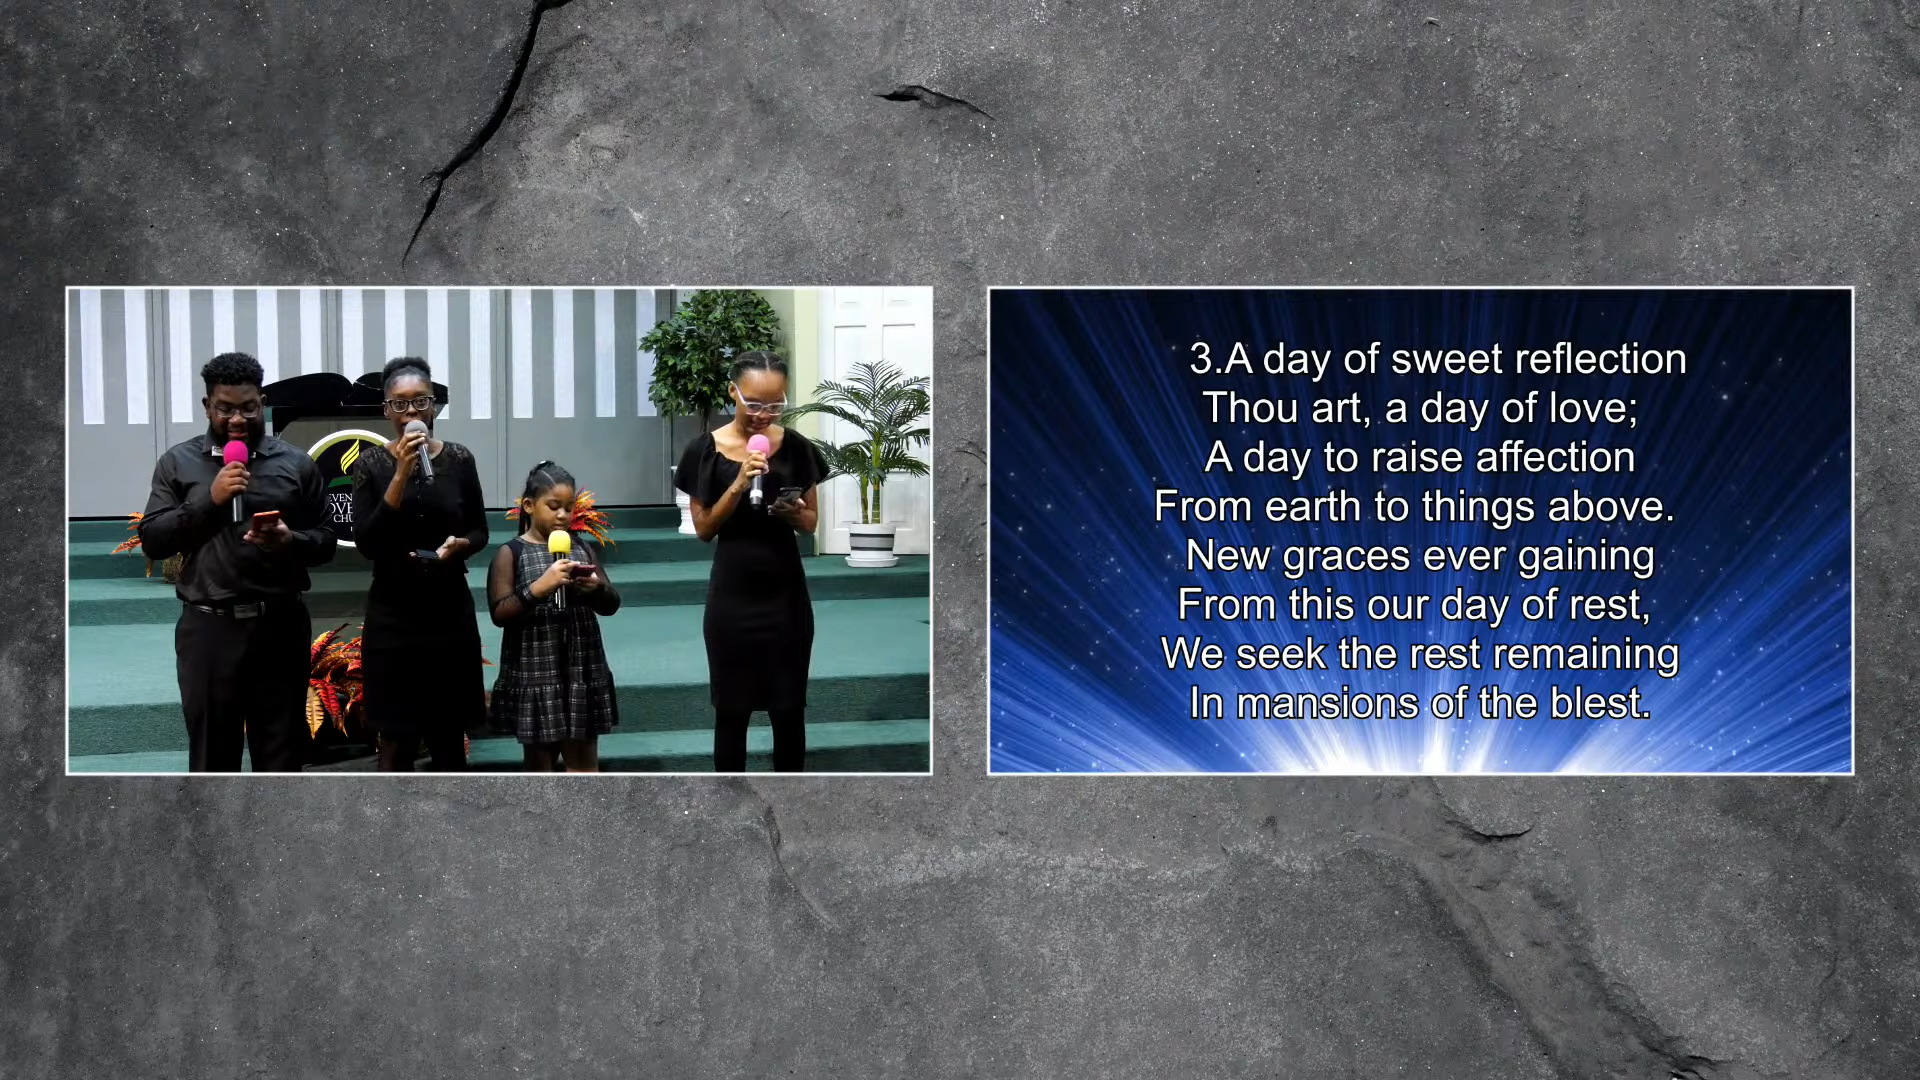 3.A day of sweet reflection
Thou art, a day of love;
A day to raise affection
From earth to things above.
New graces ever gaining
From this our day of rest,
We seek the rest remaining
In mansions of the blest.